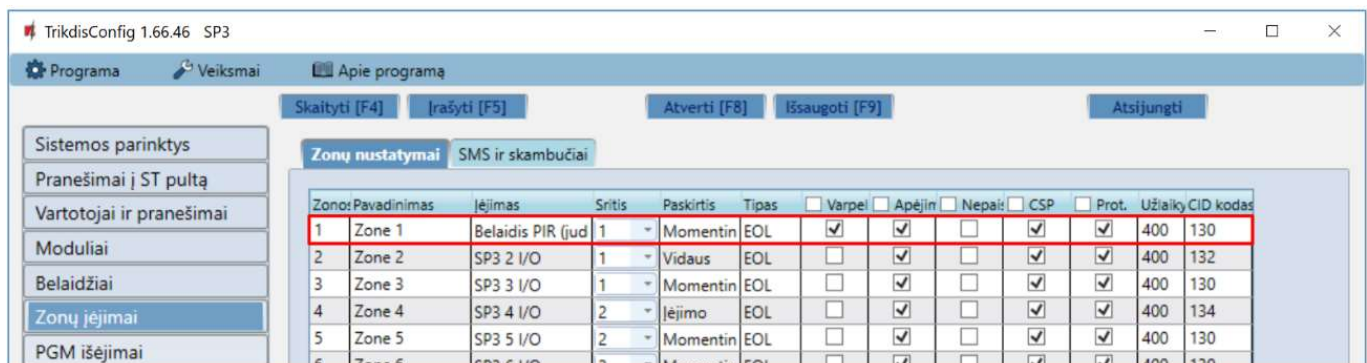 TrikdisConfig 1.66.46 SP3
Programa Veiksmai Apie programą
Skaityti [F4] Įrašyti [F5] Atverti [F8] Išsaugoti [F9] Atsijungti
Sistemos parinktys
Pranešimai į ST pultą
Vartotojai ir pranešimai
Moduliai
Belaidžiai
Zonų įėjimai
PGM išėjimai
Zonų nustatymai SMS ir skambučiai
Zonos Pavadinimas Įėjimas Sritis Paskirtis Tipas Varpel Apėjim Nepais CSP Prot. Užlaiky CID kodas
1 Zone 1 Belaidis PIR (jud 1 Momentin EOL 400 130
2 Zone 2 SP3 2 I/O 1 Vidaus EOL 400 132
3 Zone 3 SP3 3 I/O 1 Momentin EOL 400 130
4 Zone 4 SP3 4 I/O 2 Įėjimo EOL 400 134
5 Zone 5 SP3 5 I/O 2 Momentin EOL 400 130